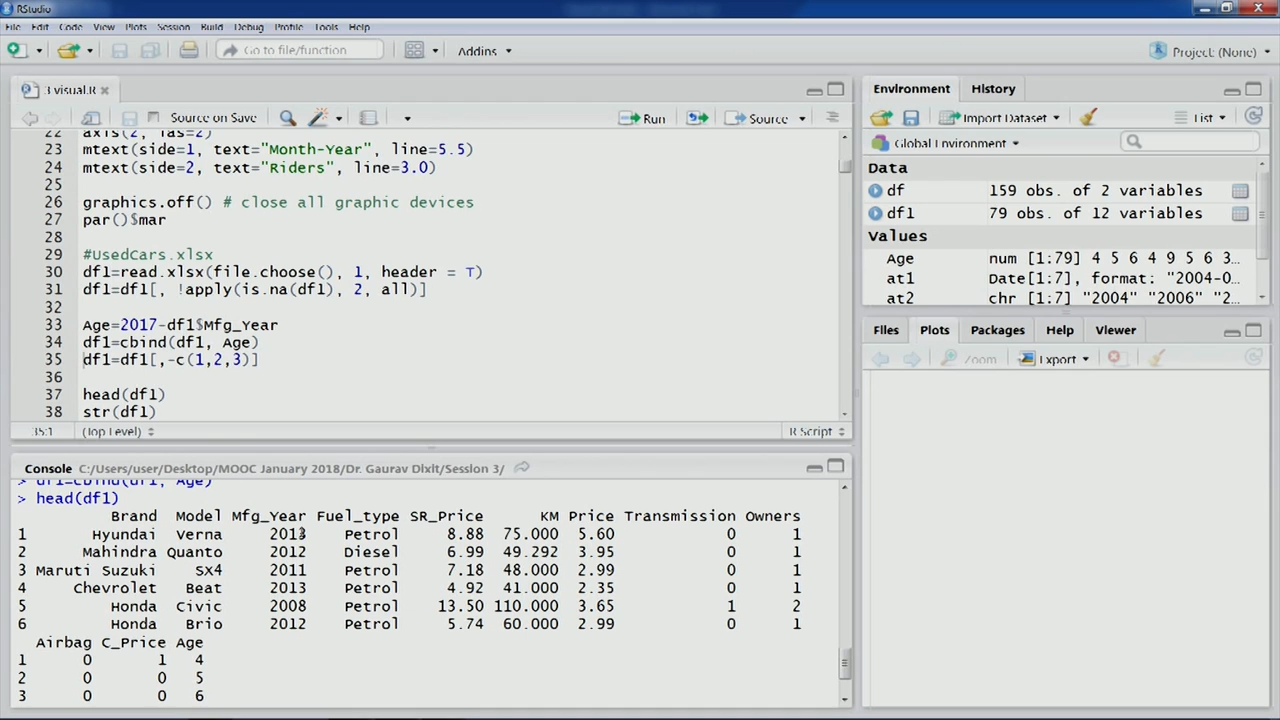 RStudio
File Edit Code View Plots Session Build Debug Profile Tools Help
Go to file/function Addins Project: (None)
3 visual.R
Source on Save Run Source
22 axis(2, las=2)
23 mtext(side=1, text="Month-Year", line=5.5)
24 mtext(side=2, text="Riders", line=3.0)
25
26 graphics.off() # close all graphic devices
27 par()$mar
28
29 #UsedCars.xlsx
30 df1=read.xlsx(file.choose(), 1, header = T)
31 df1=df1[, !apply(is.na(df1), 2, all)]
32
33 Age=2017-df1$Mfg_Year
34 df1=cbind(df1, Age)
35 df1=df1[,-c(1,2,3)]
36
37 head(df1)
38 str(df1)
35:1 (Top Level) R Script
Console C:/Users/user/Desktop/MOOC January 2018/Dr. Gaurav Dixit/Session 3/
> df1=cbind(df1, Age)
> head(df1)
Brand Model Mfg_Year Fuel_type SR_Price KM Price Transmission Owners
1 Hyundai Verna 2013 Petrol 8.88 75.000 5.60 0 1
2 Mahindra Quanto 2012 Diesel 6.99 49.292 3.95 0 1
3 Maruti Suzuki SX4 2011 Petrol 7.18 48.000 2.99 0 1
4 Chevrolet Beat 2013 Petrol 4.92 41.000 2.35 0 1
5 Honda Civic 2008 Petrol 13.50 110.000 3.65 1 2
6 Honda Brio 2012 Petrol 5.74 60.000 2.99 0 1
Airbag C_Price Age
1 0 1 4
2 0 0 5
3 0 0 6
Environment History
Import Dataset List
Global Environment
Data
df 159 obs. of 2 variables
df1 79 obs. of 12 variables
Values
Age num [1:79] 4 5 6 4 9 5 6 3…
at1 Date[1:7], format: "2004-0…
at2 chr [1:7] "2004" "2006" "2…
Files Plots Packages Help Viewer
Zoom Export